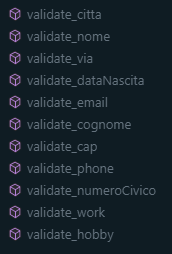 validate_citta
validate_nome
validate_via
validate_dataNascita
validate_email
validate_cognome
validate_cap
validate_phone
validate_numeroCivico
validate_work
validate_hobby